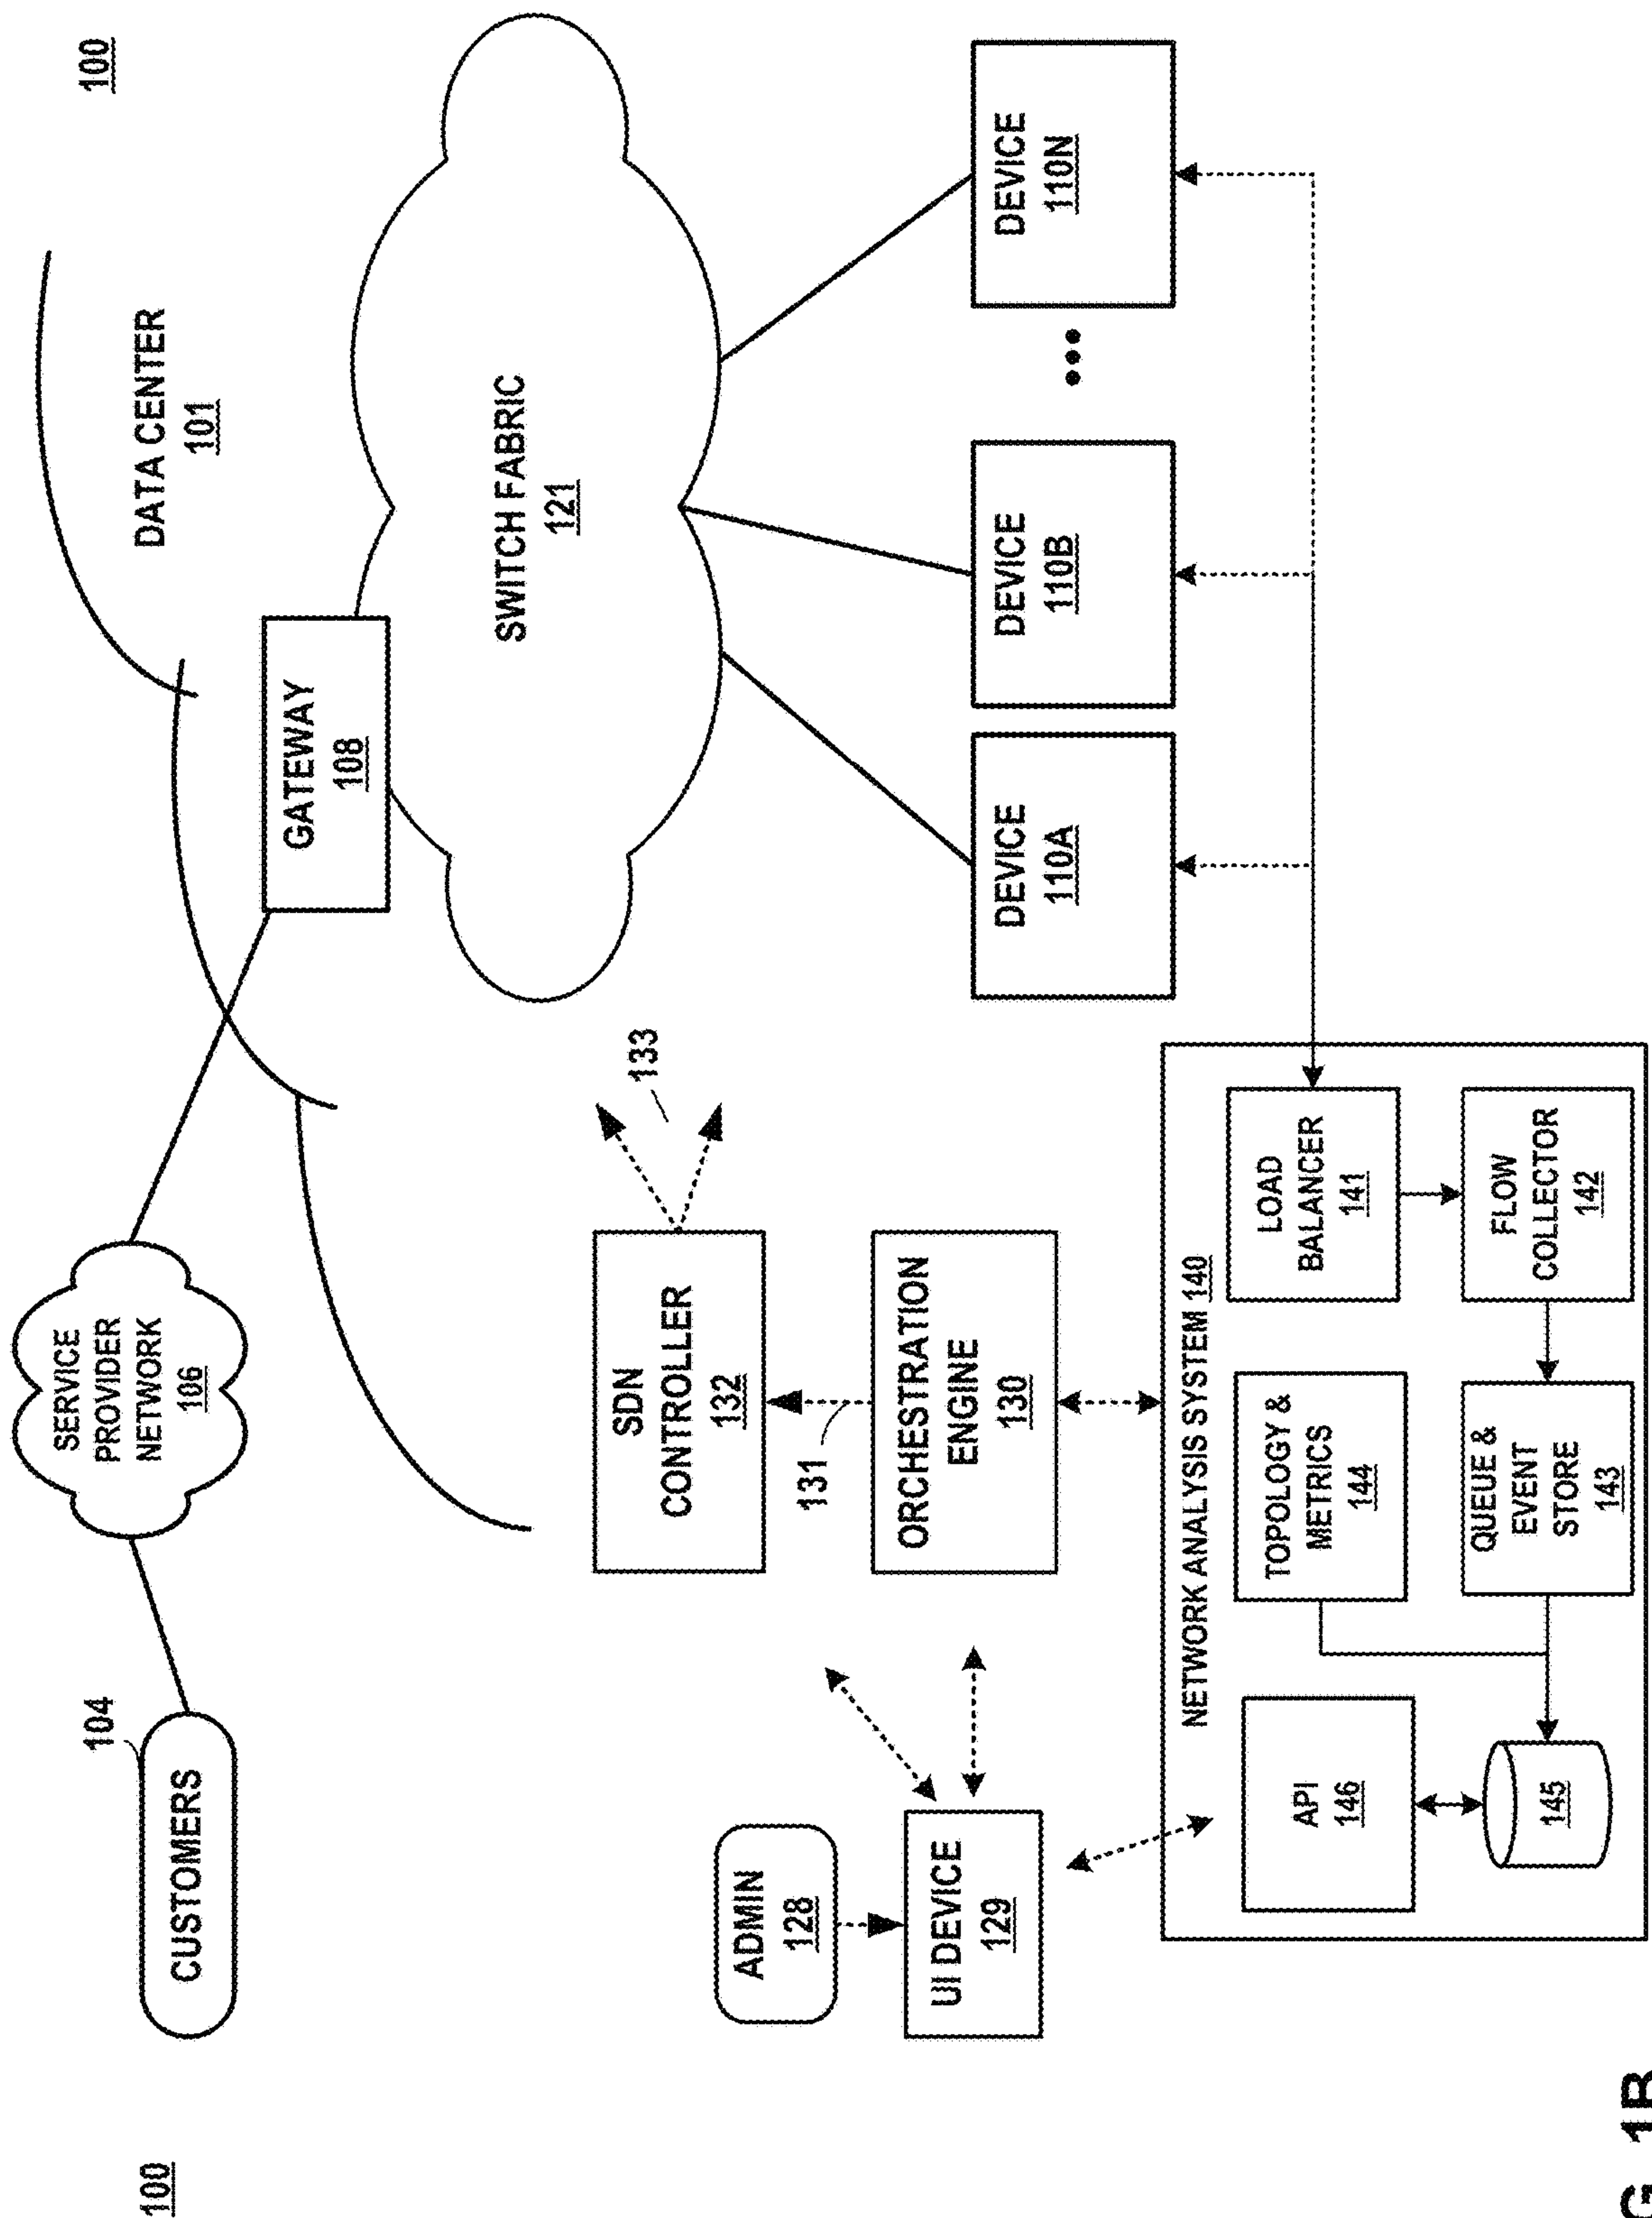 100
100
CUSTOMERS
104
SERVICE
PROVIDER
NETWORK
106
DATA CENTER
101
GATEWAY
108
SWITCH FABRIC
121
ADMIN
128
UI DEVICE
129
SDN
CONTROLLER
132
133
131
ORCHESTRATION
ENGINE
130
DEVICE
110A
DEVICE
110B
DEVICE
110N
NETWORK ANALYSIS SYSTEM 140
API
146
TOPOLOGY &
METRICS
144
LOAD
BALANCER
141
145
QUEUE &
EVENT
STORE
143
FLOW
COLLECTOR
142
G. 1B